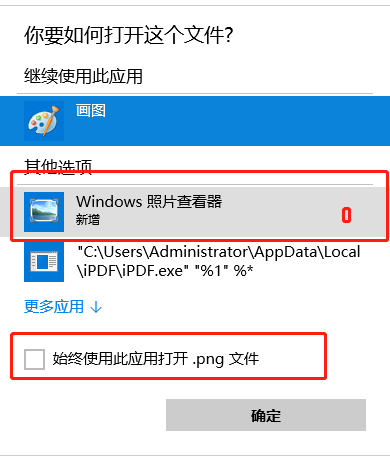 你要如何打开这个文件?
继续使用此应用
画图
其他选项
Windows 照片查看器
新增
0
"C:\Users\Administrator\AppData\Local
\iPDF\iPDF.exe" "%1" %*
更多应用 ↓
始终使用此应用打开 .png 文件
确定